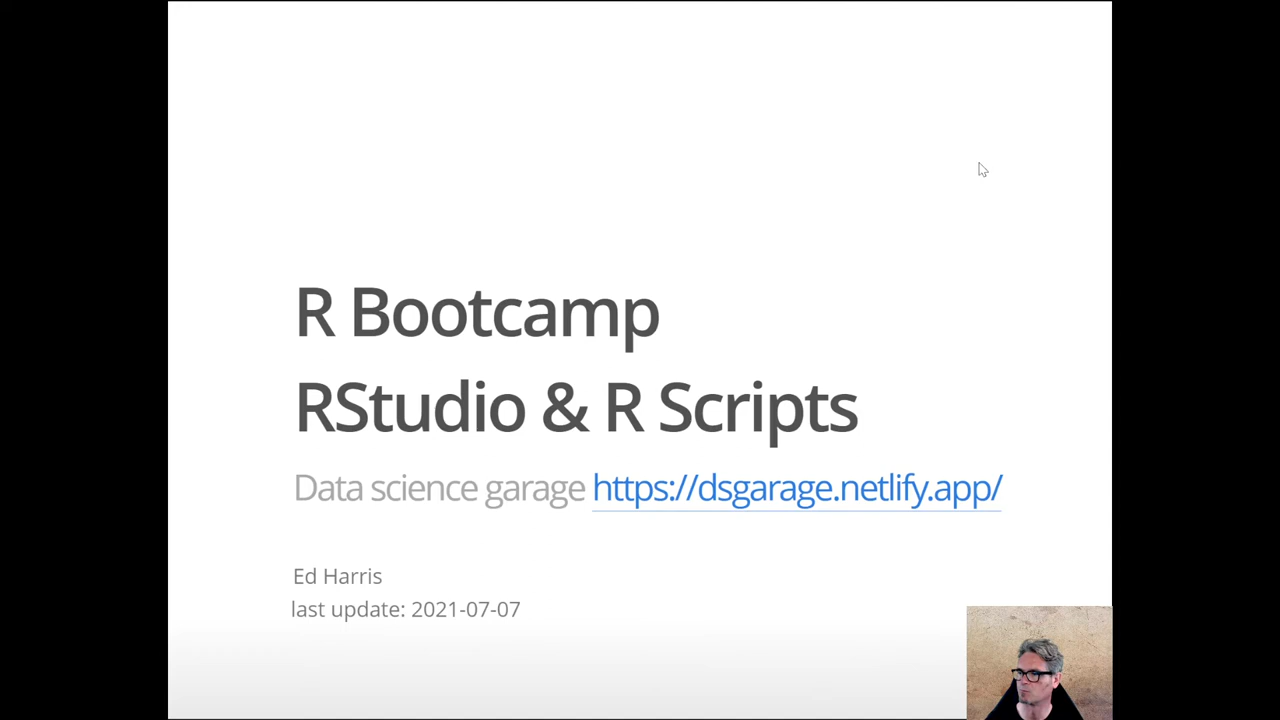 R Bootcamp
RStudio & R Scripts
Data science garage https://dsgarage.netlify.app/
Ed Harris
last update: 2021-07-07